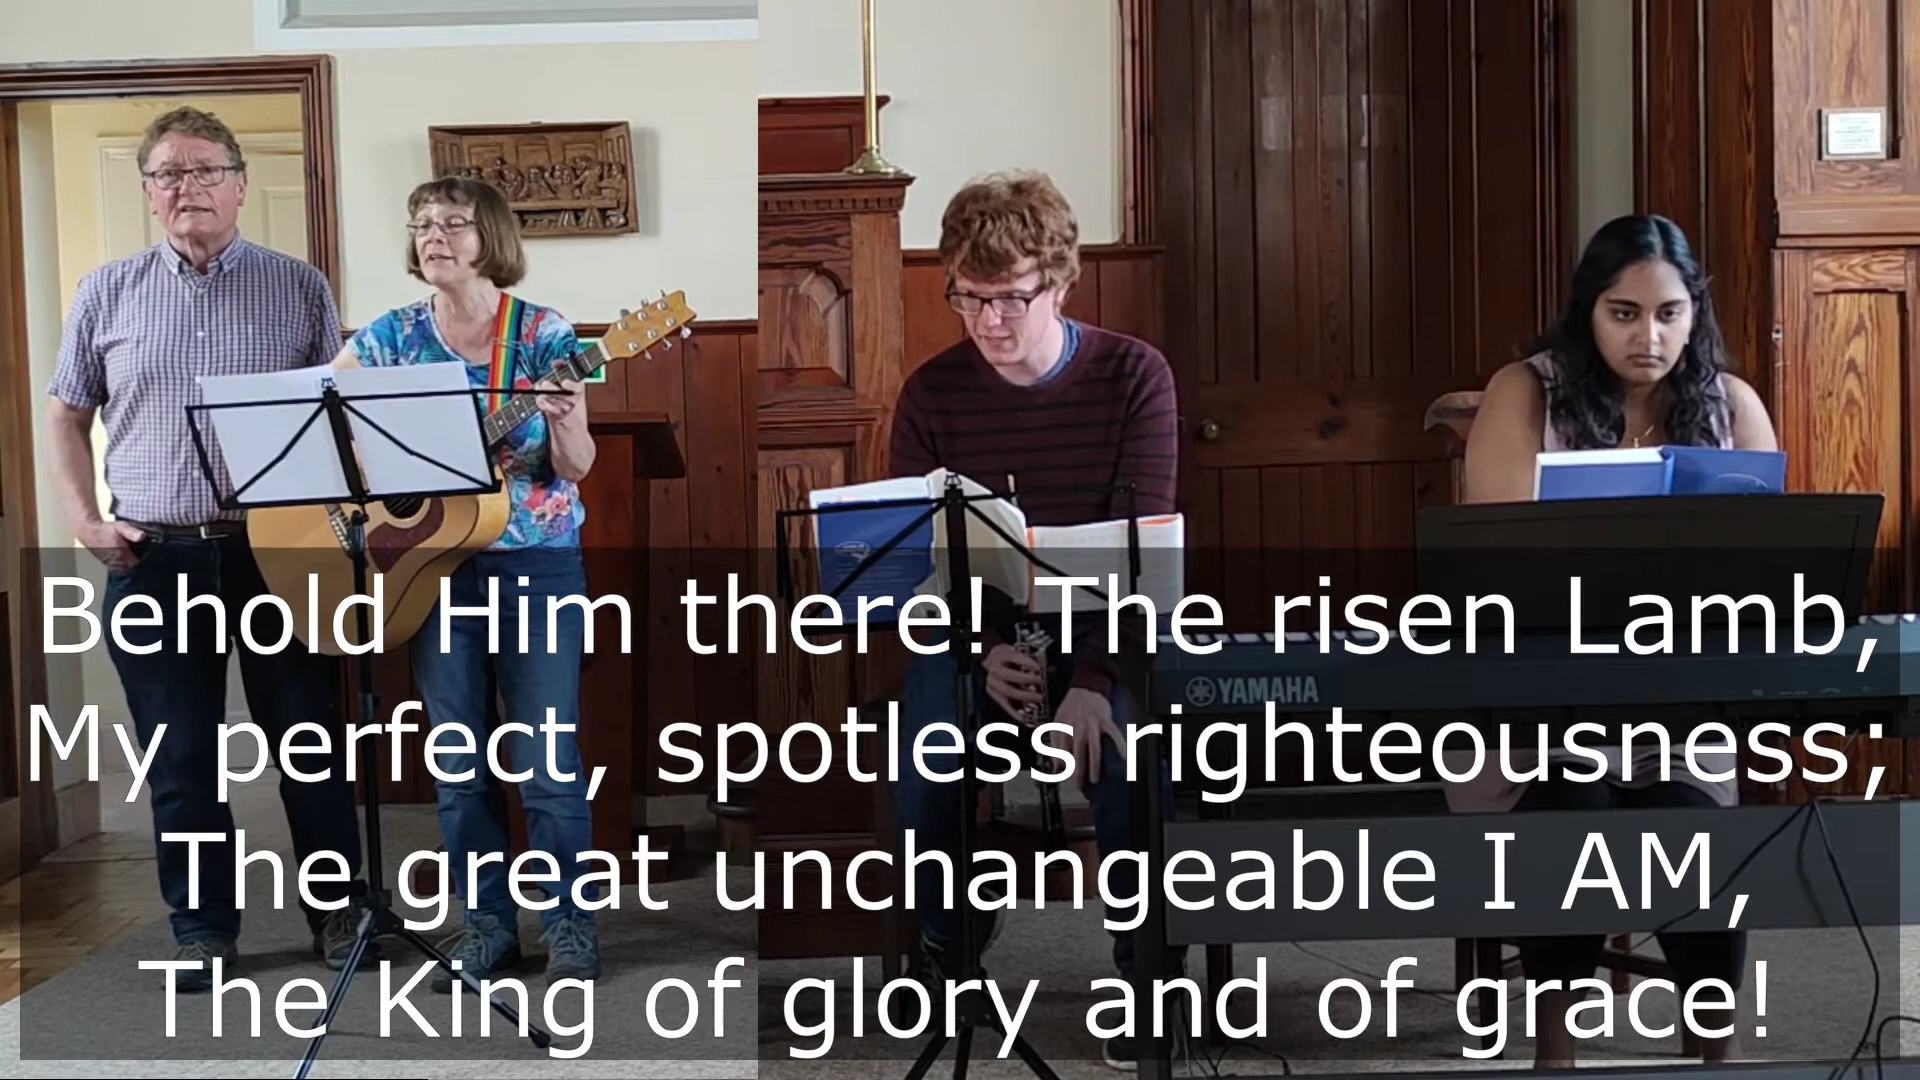 Behold Him there! The risen Lamb,
YAMAHA
My perfect, spotless righteousness;
The great unchangeable I AM,
The King of glory and of grace!